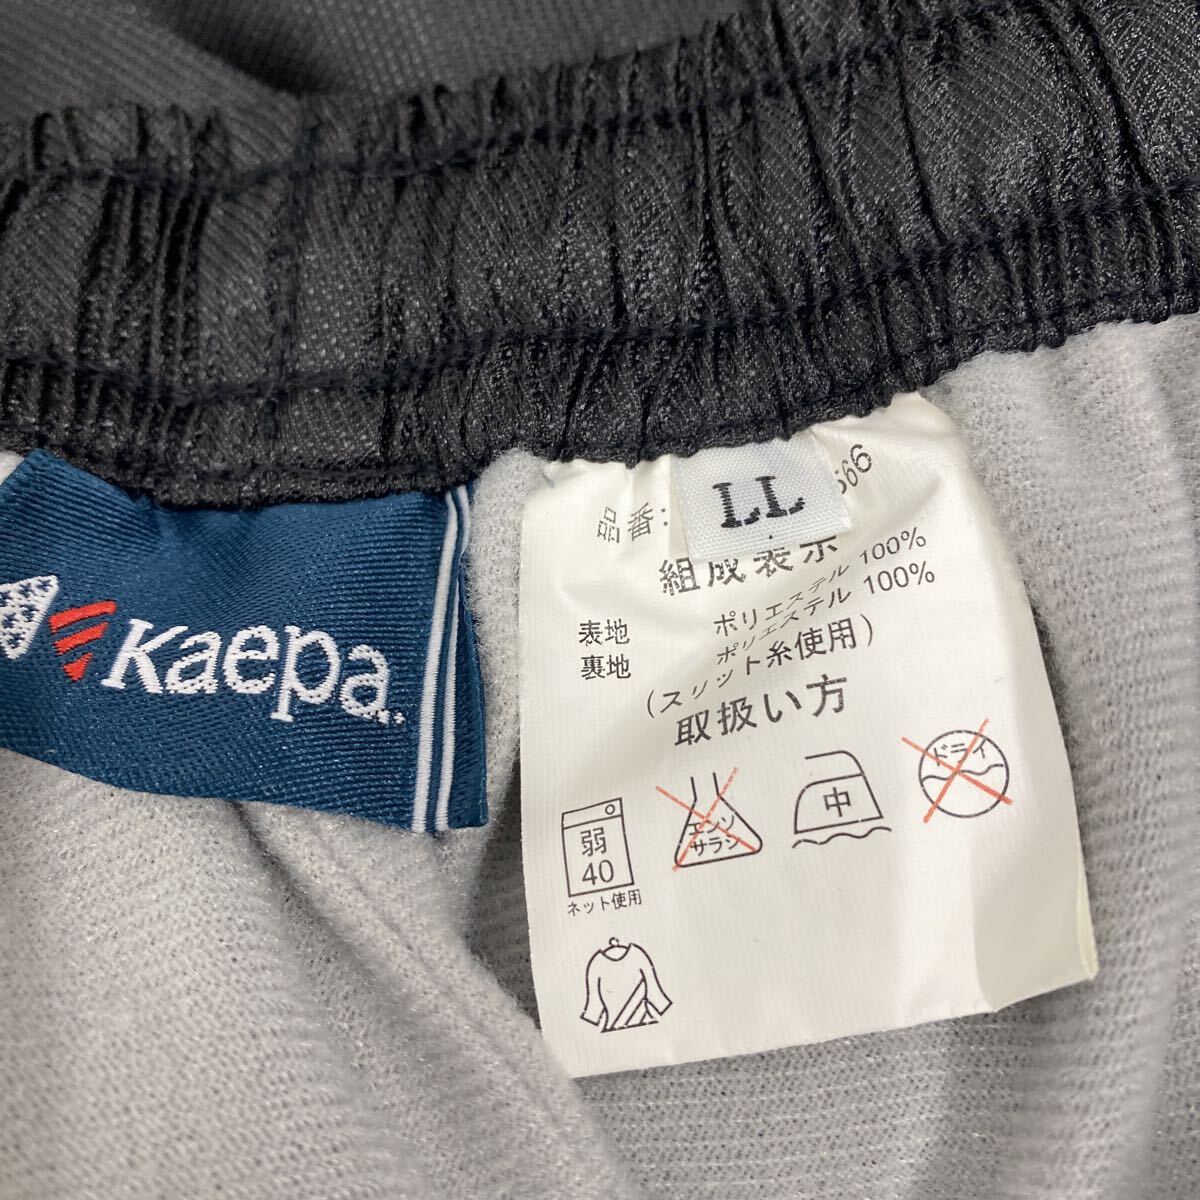 Kaepa
LL
品番: 566
組成表示
表地 ポリエステル 100%
裏地 ポリエステル 100%
(スリット糸使用)
取扱い方
弱
40
ネット使用
エンソ
サラシ
中
ドライ